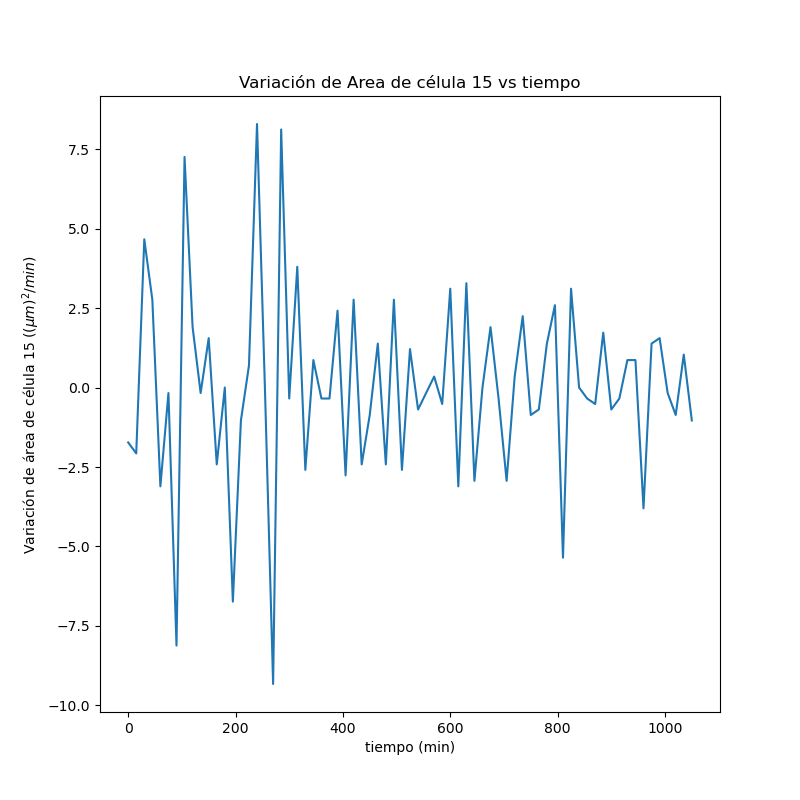 Variación de Area de célula 15 vs tiempo
Variación de área de célula 15 ((μm)²/min)
7.5
5.0
2.5
0.0
−2.5
−5.0
−7.5
−10.0
0 200 400 600 800 1000
tiempo (min)